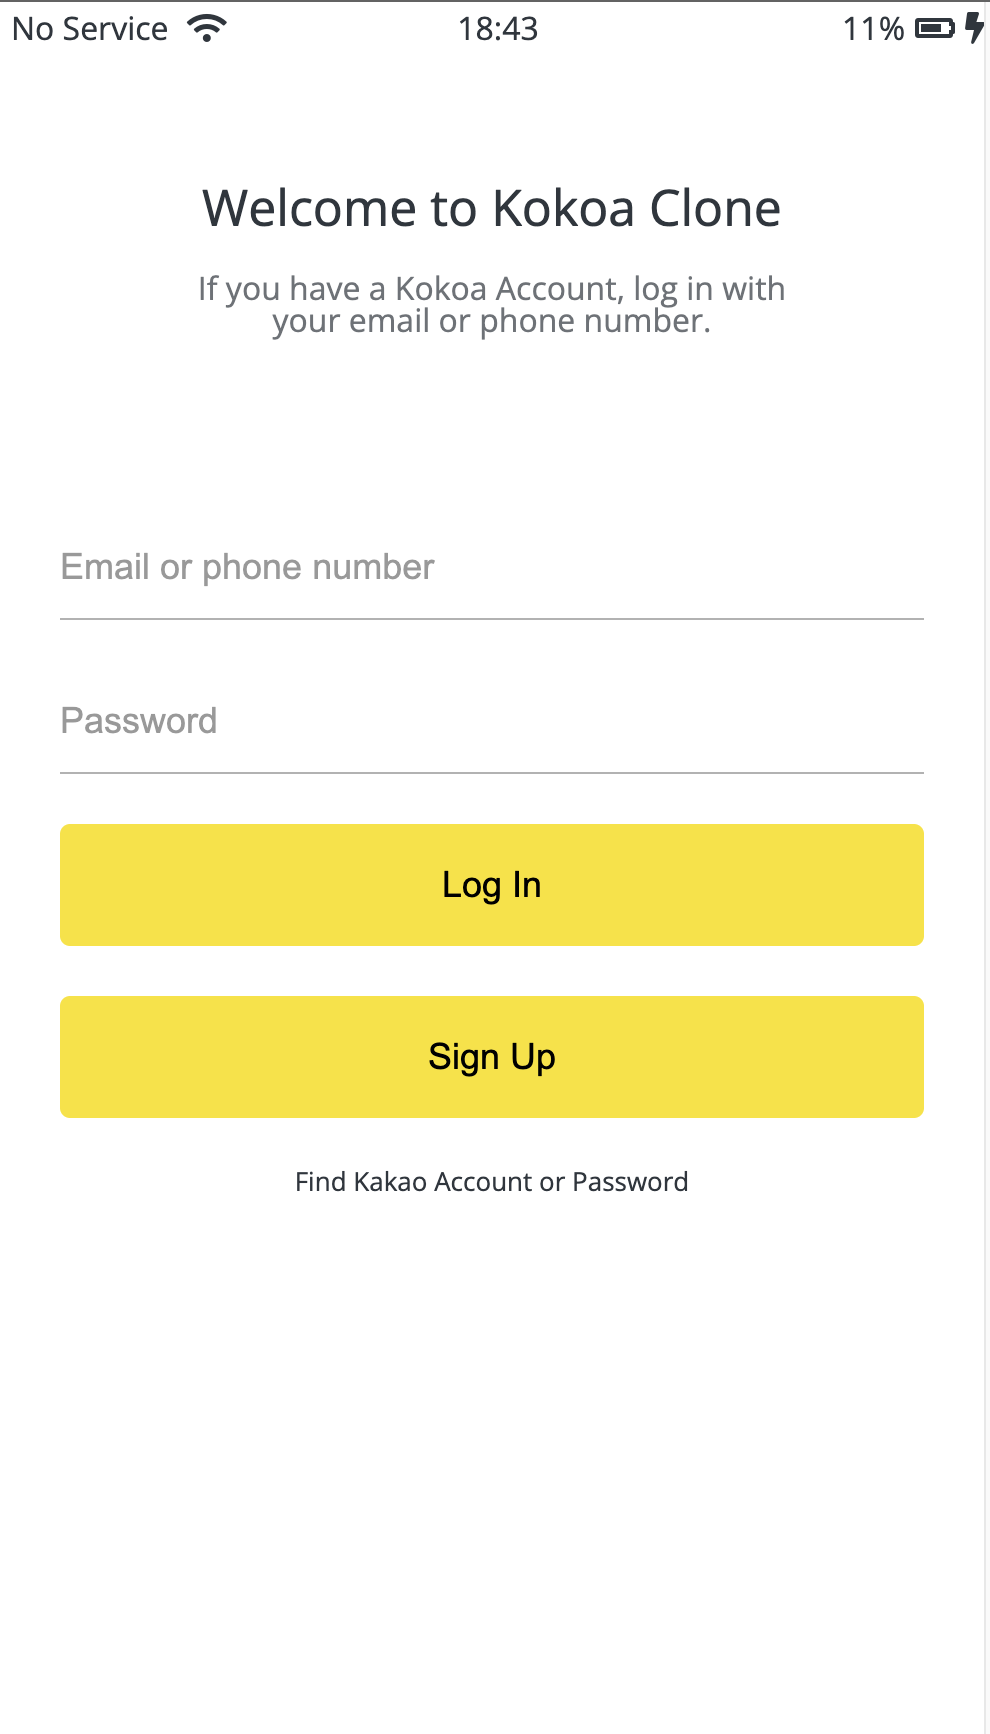 No Service 18:43 11%
Welcome to Kokoa Clone
If you have a Kokoa Account, log in with
your email or phone number.
Email or phone number
Password
Log In
Sign Up
Find Kakao Account or Password